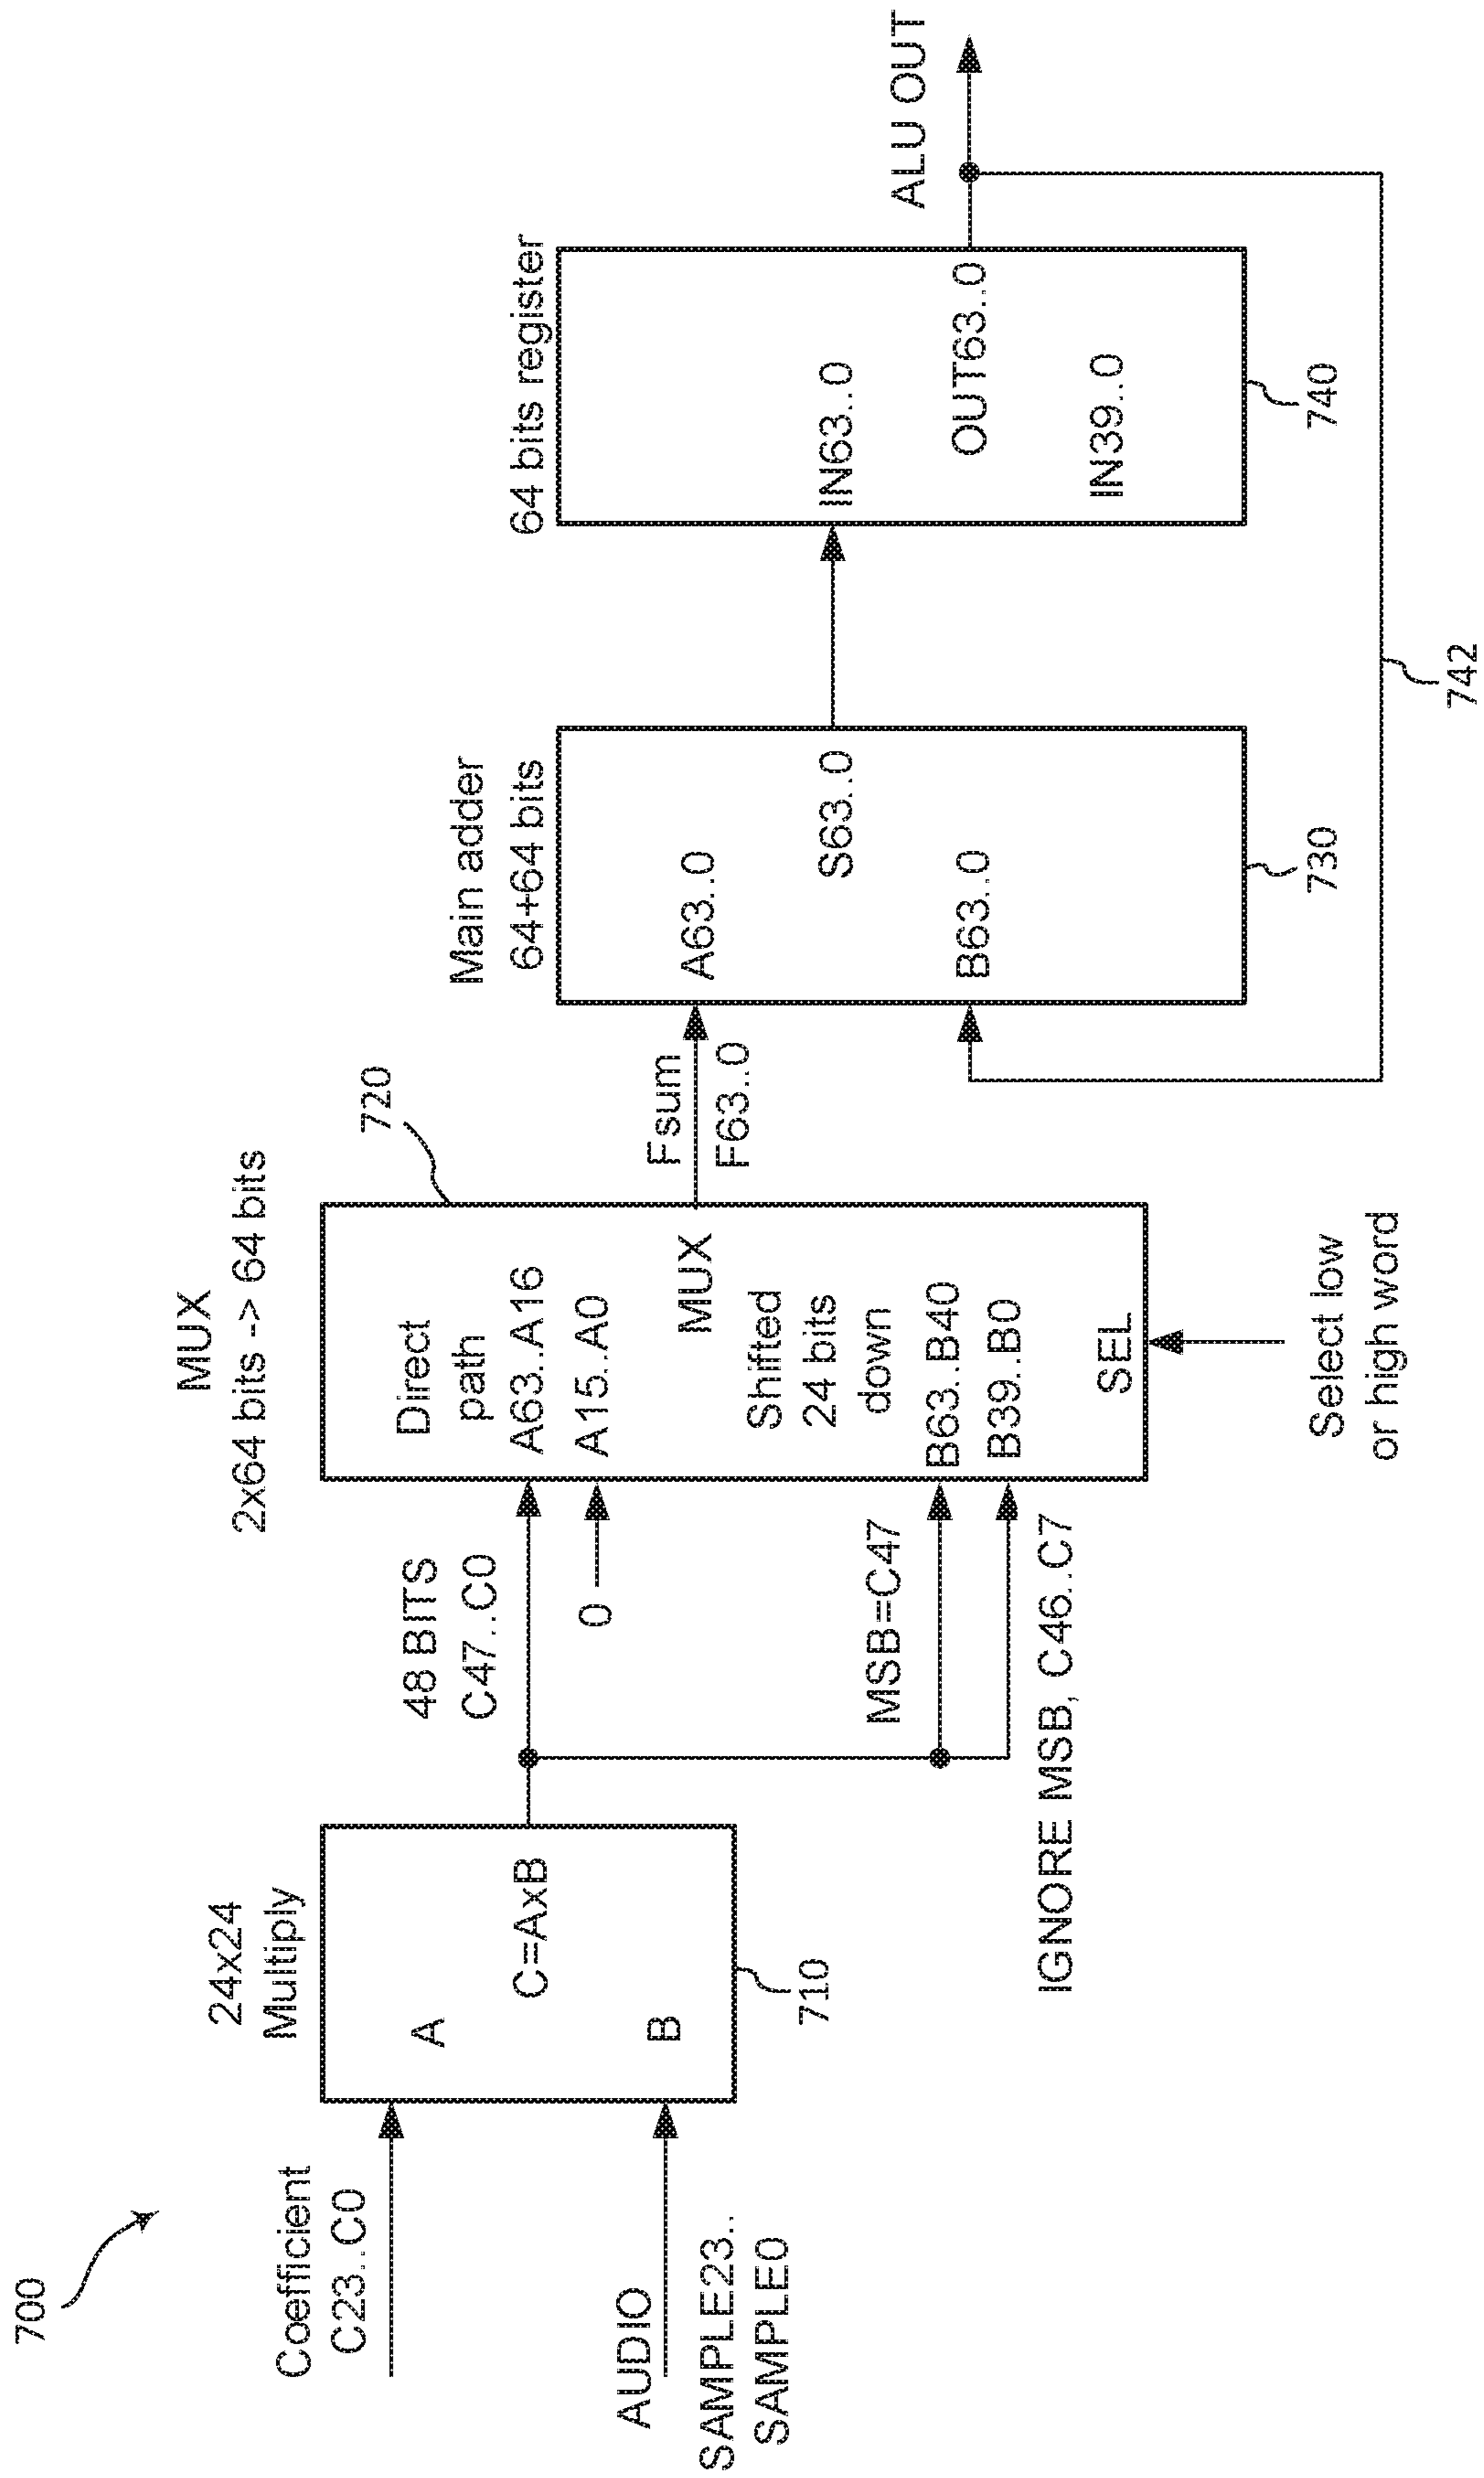 700
Coefficient
C23..C0
AUDIO
SAMPLE23..
SAMPLE0
24x24
Multiply
A
C=AxB
B
710
48 BITS
C47..C0
0
MSB=C47
IGNORE MSB, C46..C7
MUX
2x64 bits -> 64 bits
720
Direct
path
A63..A16
A15..A0
MUX
Shifted
24 bits
down
B63..B40
B39..B0
SEL
Select low
or high word
Fsum
F63..0
Main adder
64+64 bits
A63..0
S63..0
B63..0
730
64 bits register
IN63..0
OUT63..0
IN39..0
740
742
ALU OUT